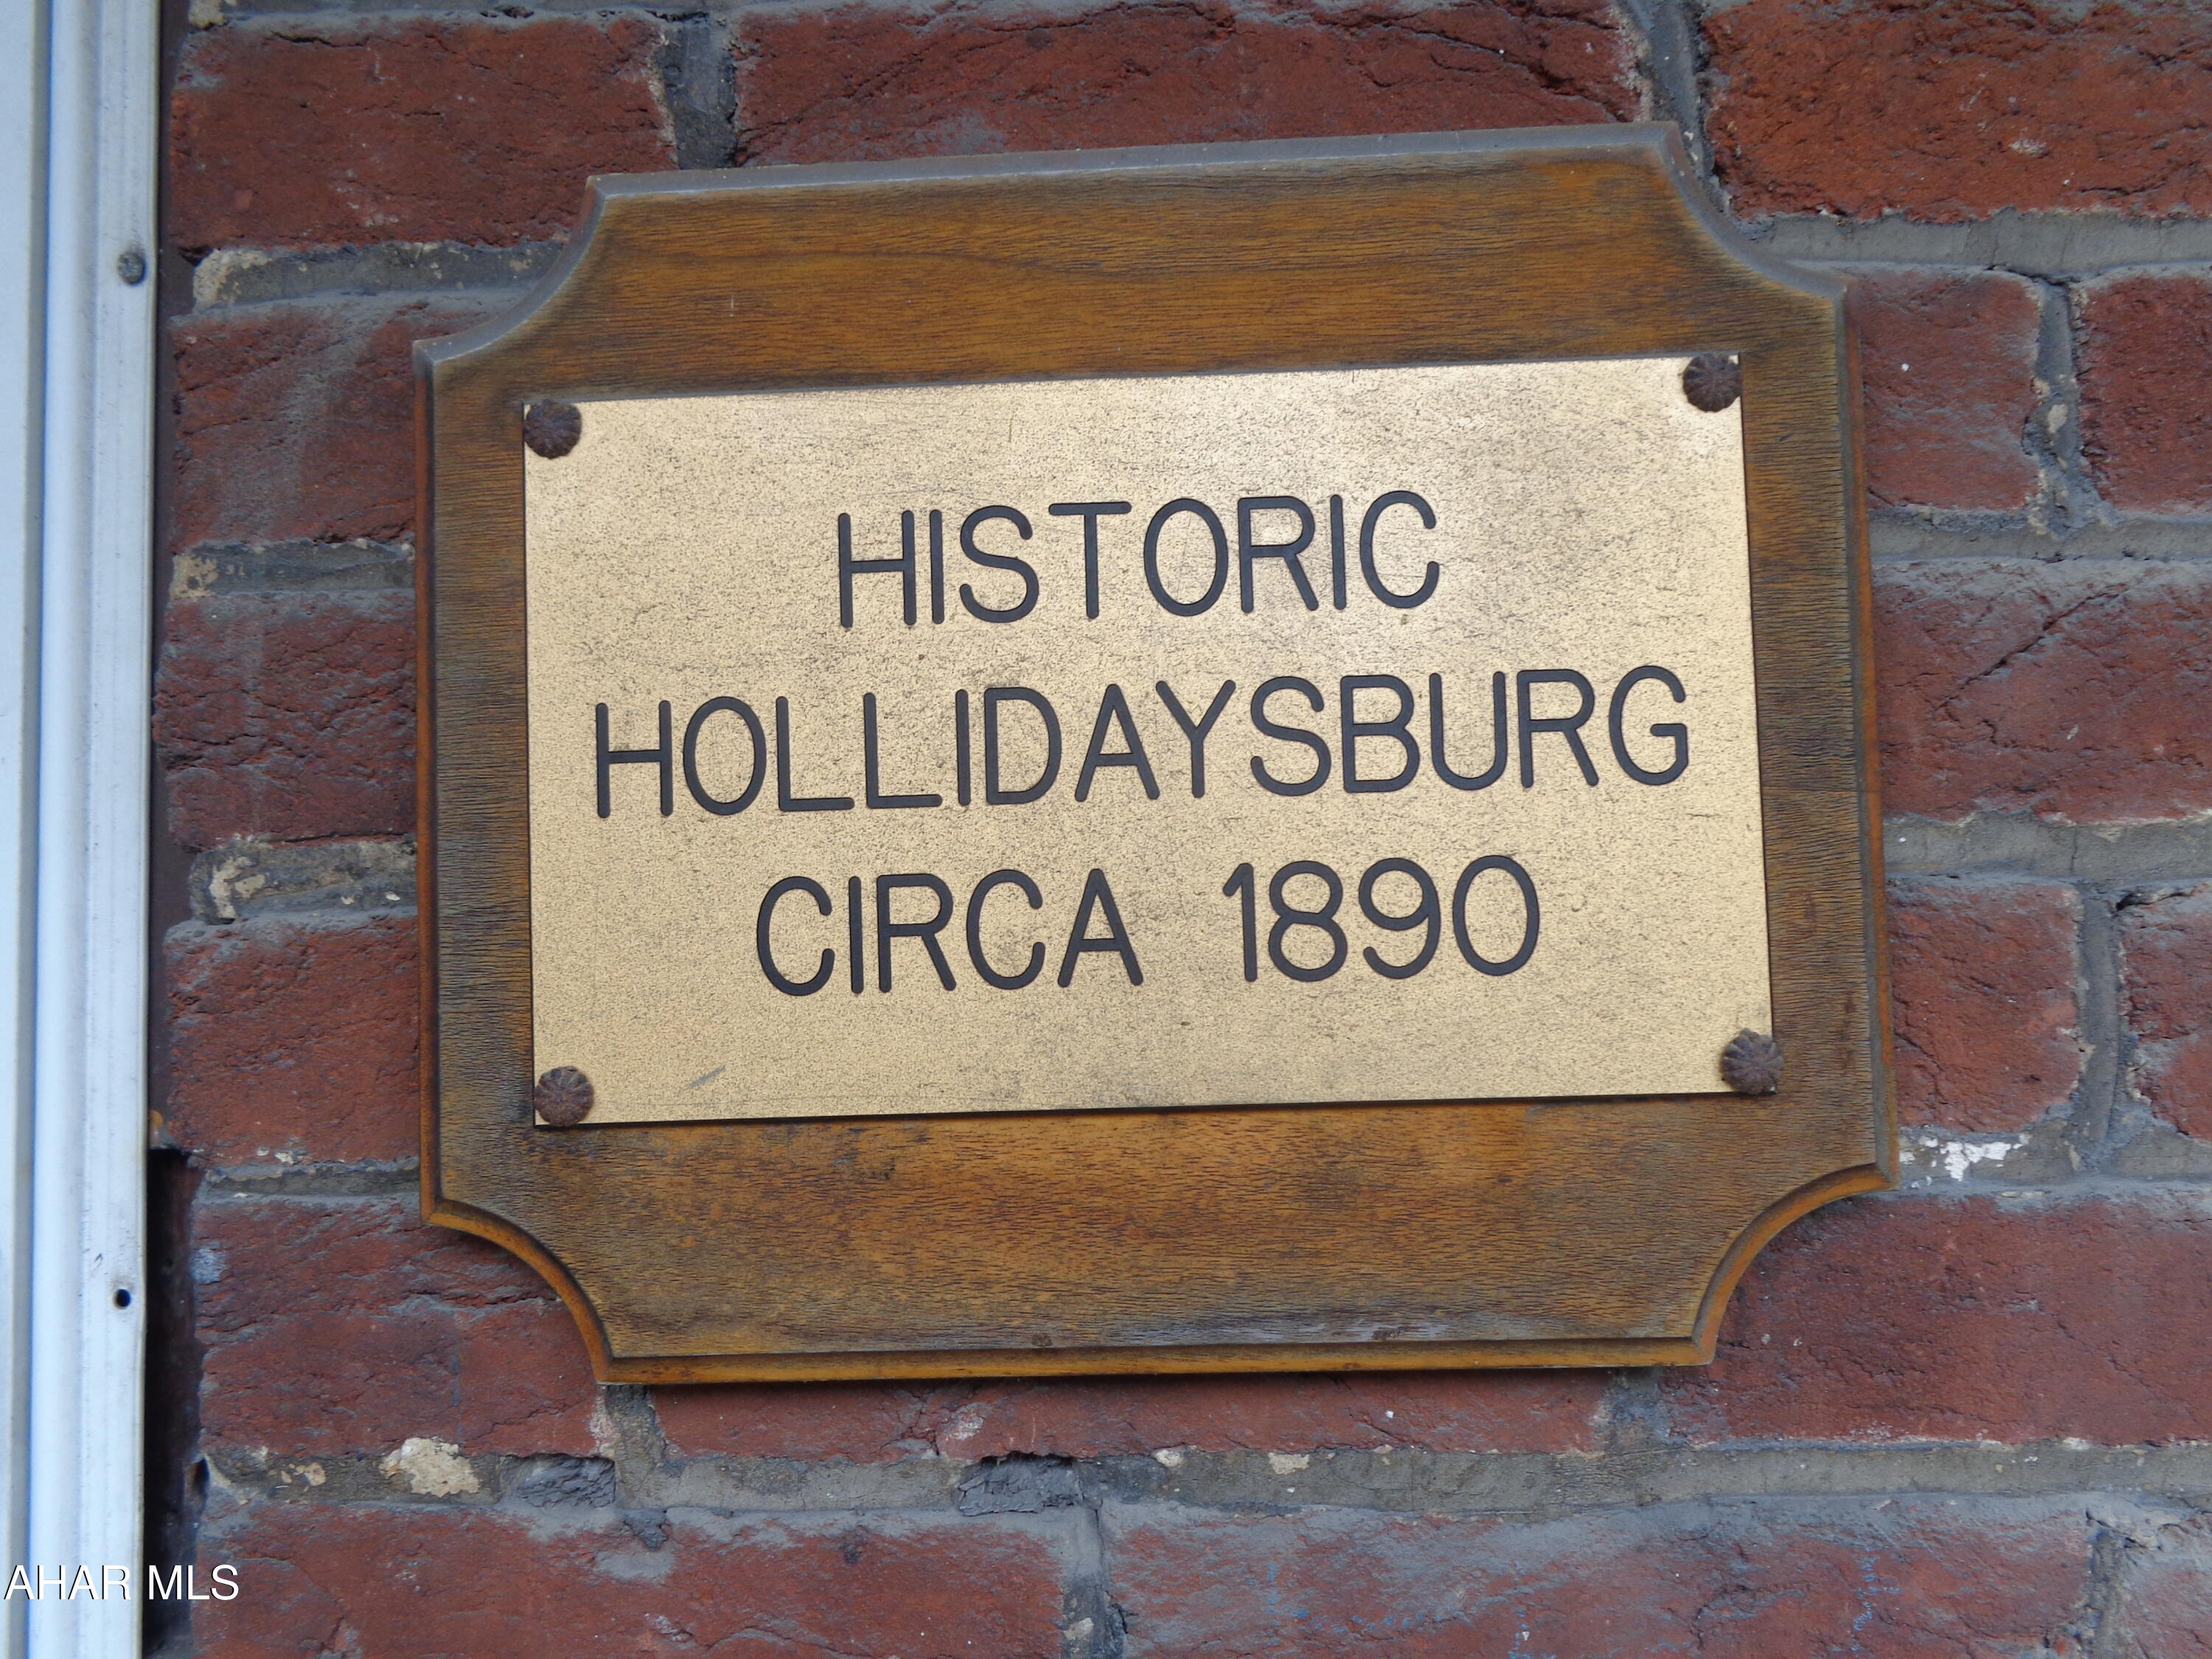 HISTORIC
HOLLIDAYSBURG
CIRCA 1890
AHAR MLS